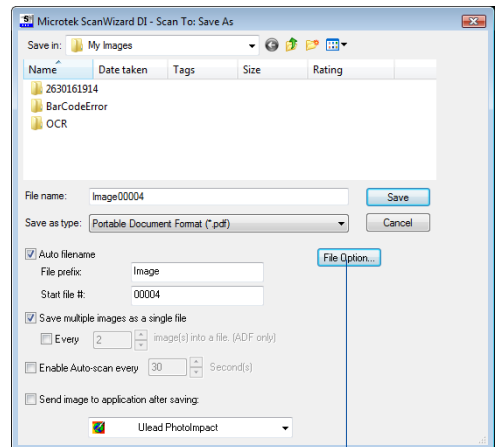 Microtek ScanWizard DI - Scan To: Save As
Save in: My Images
Name Date taken Tags Size Rating
2630161914
BarCodeError
OCR
File name: Image00004 Save
Save as type: Portable Document Format (*.pdf) Cancel
Auto filename File Option...
File prefix: Image
Start file #: 00004
Save multiple images as a single file
Every 2 image(s) into a file. (ADF only)
Enable Auto-scan every 30 Second(s)
Send image to application after saving:
Ulead PhotoImpact